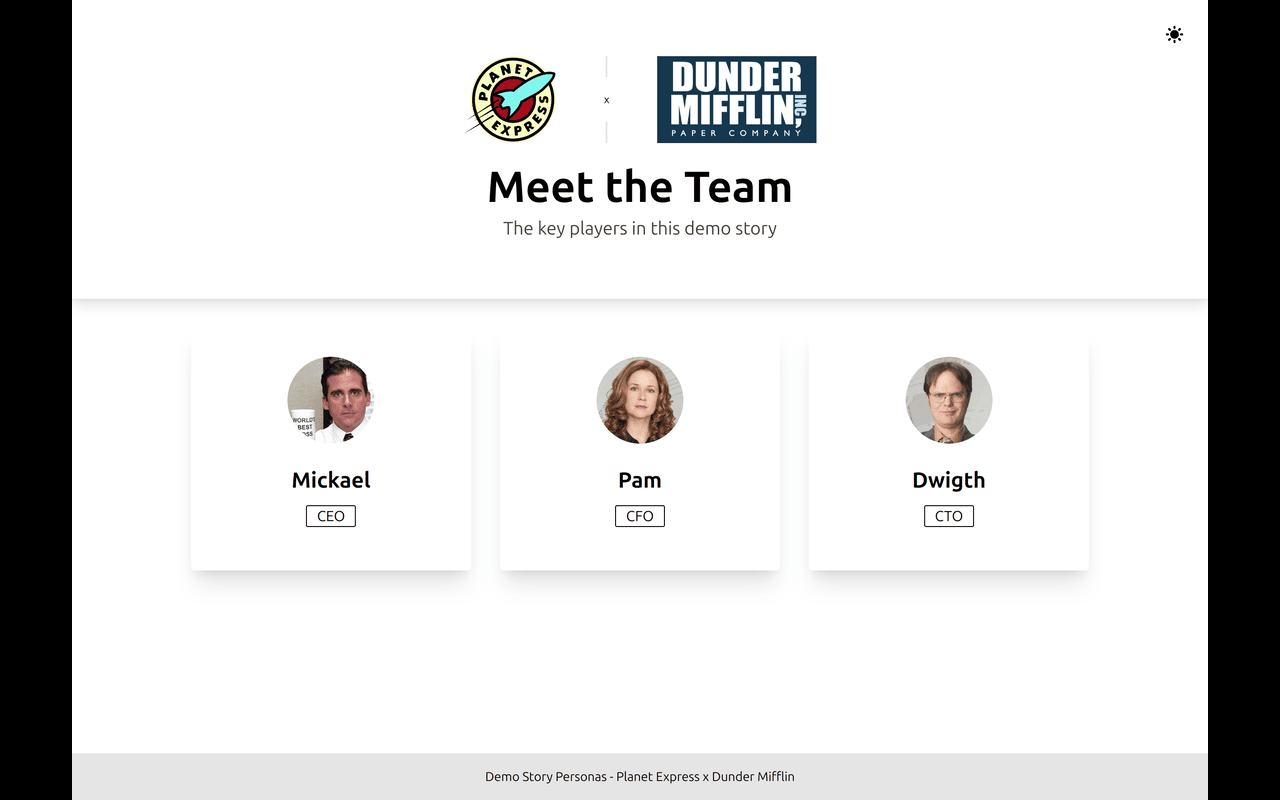 PLANET
EXPRESS
x
DUNDER
MIFFLIN, INC
PAPER COMPANY
Meet the Team
The key players in this demo story
WORLD'
BEST
OSS
Mickael
CEO
Pam
CFO
Dwigth
CTO
Demo Story Personas - Planet Express x Dunder Mifflin